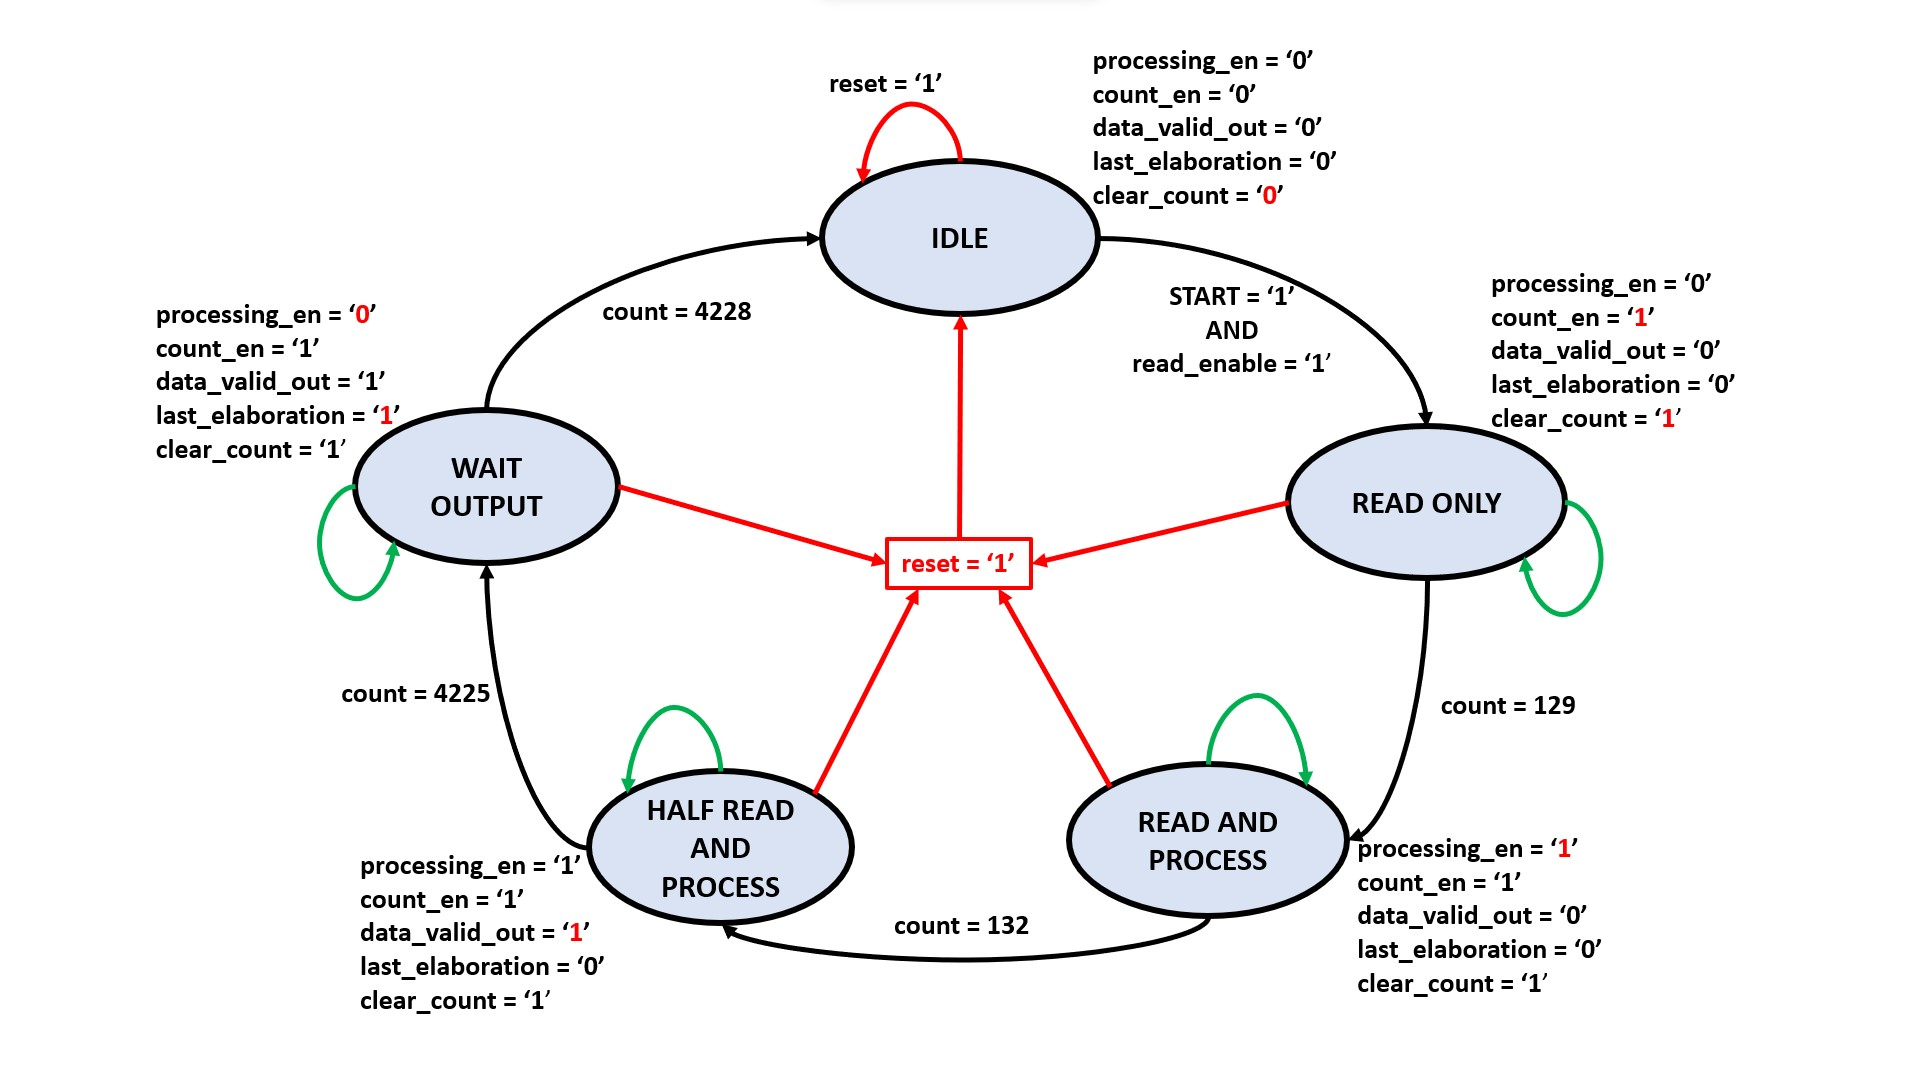 reset = ‘1’
processing_en = ‘0’
count_en = ‘0’
data_valid_out = ‘0’
last_elaboration = ‘0’
clear_count = ‘0’
IDLE
START = ‘1’
AND
read_enable = ‘1’
count = 4228
processing_en = ‘0’
count_en = ‘1’
data_valid_out = ‘0’
last_elaboration = ‘0’
clear_count = ‘1’
READ ONLY
processing_en = ‘0’
count_en = ‘1’
data_valid_out = ‘1’
last_elaboration = ‘1’
clear_count = ‘1’
WAIT
OUTPUT
reset = ‘1’
count = 4225
count = 129
HALF READ
AND
PROCESS
READ AND
PROCESS
processing_en = ‘1’
count_en = ‘1’
data_valid_out = ‘1’
last_elaboration = ‘0’
clear_count = ‘1’
count = 132
processing_en = ‘1’
count_en = ‘1’
data_valid_out = ‘0’
last_elaboration = ‘0’
clear_count = ‘1’